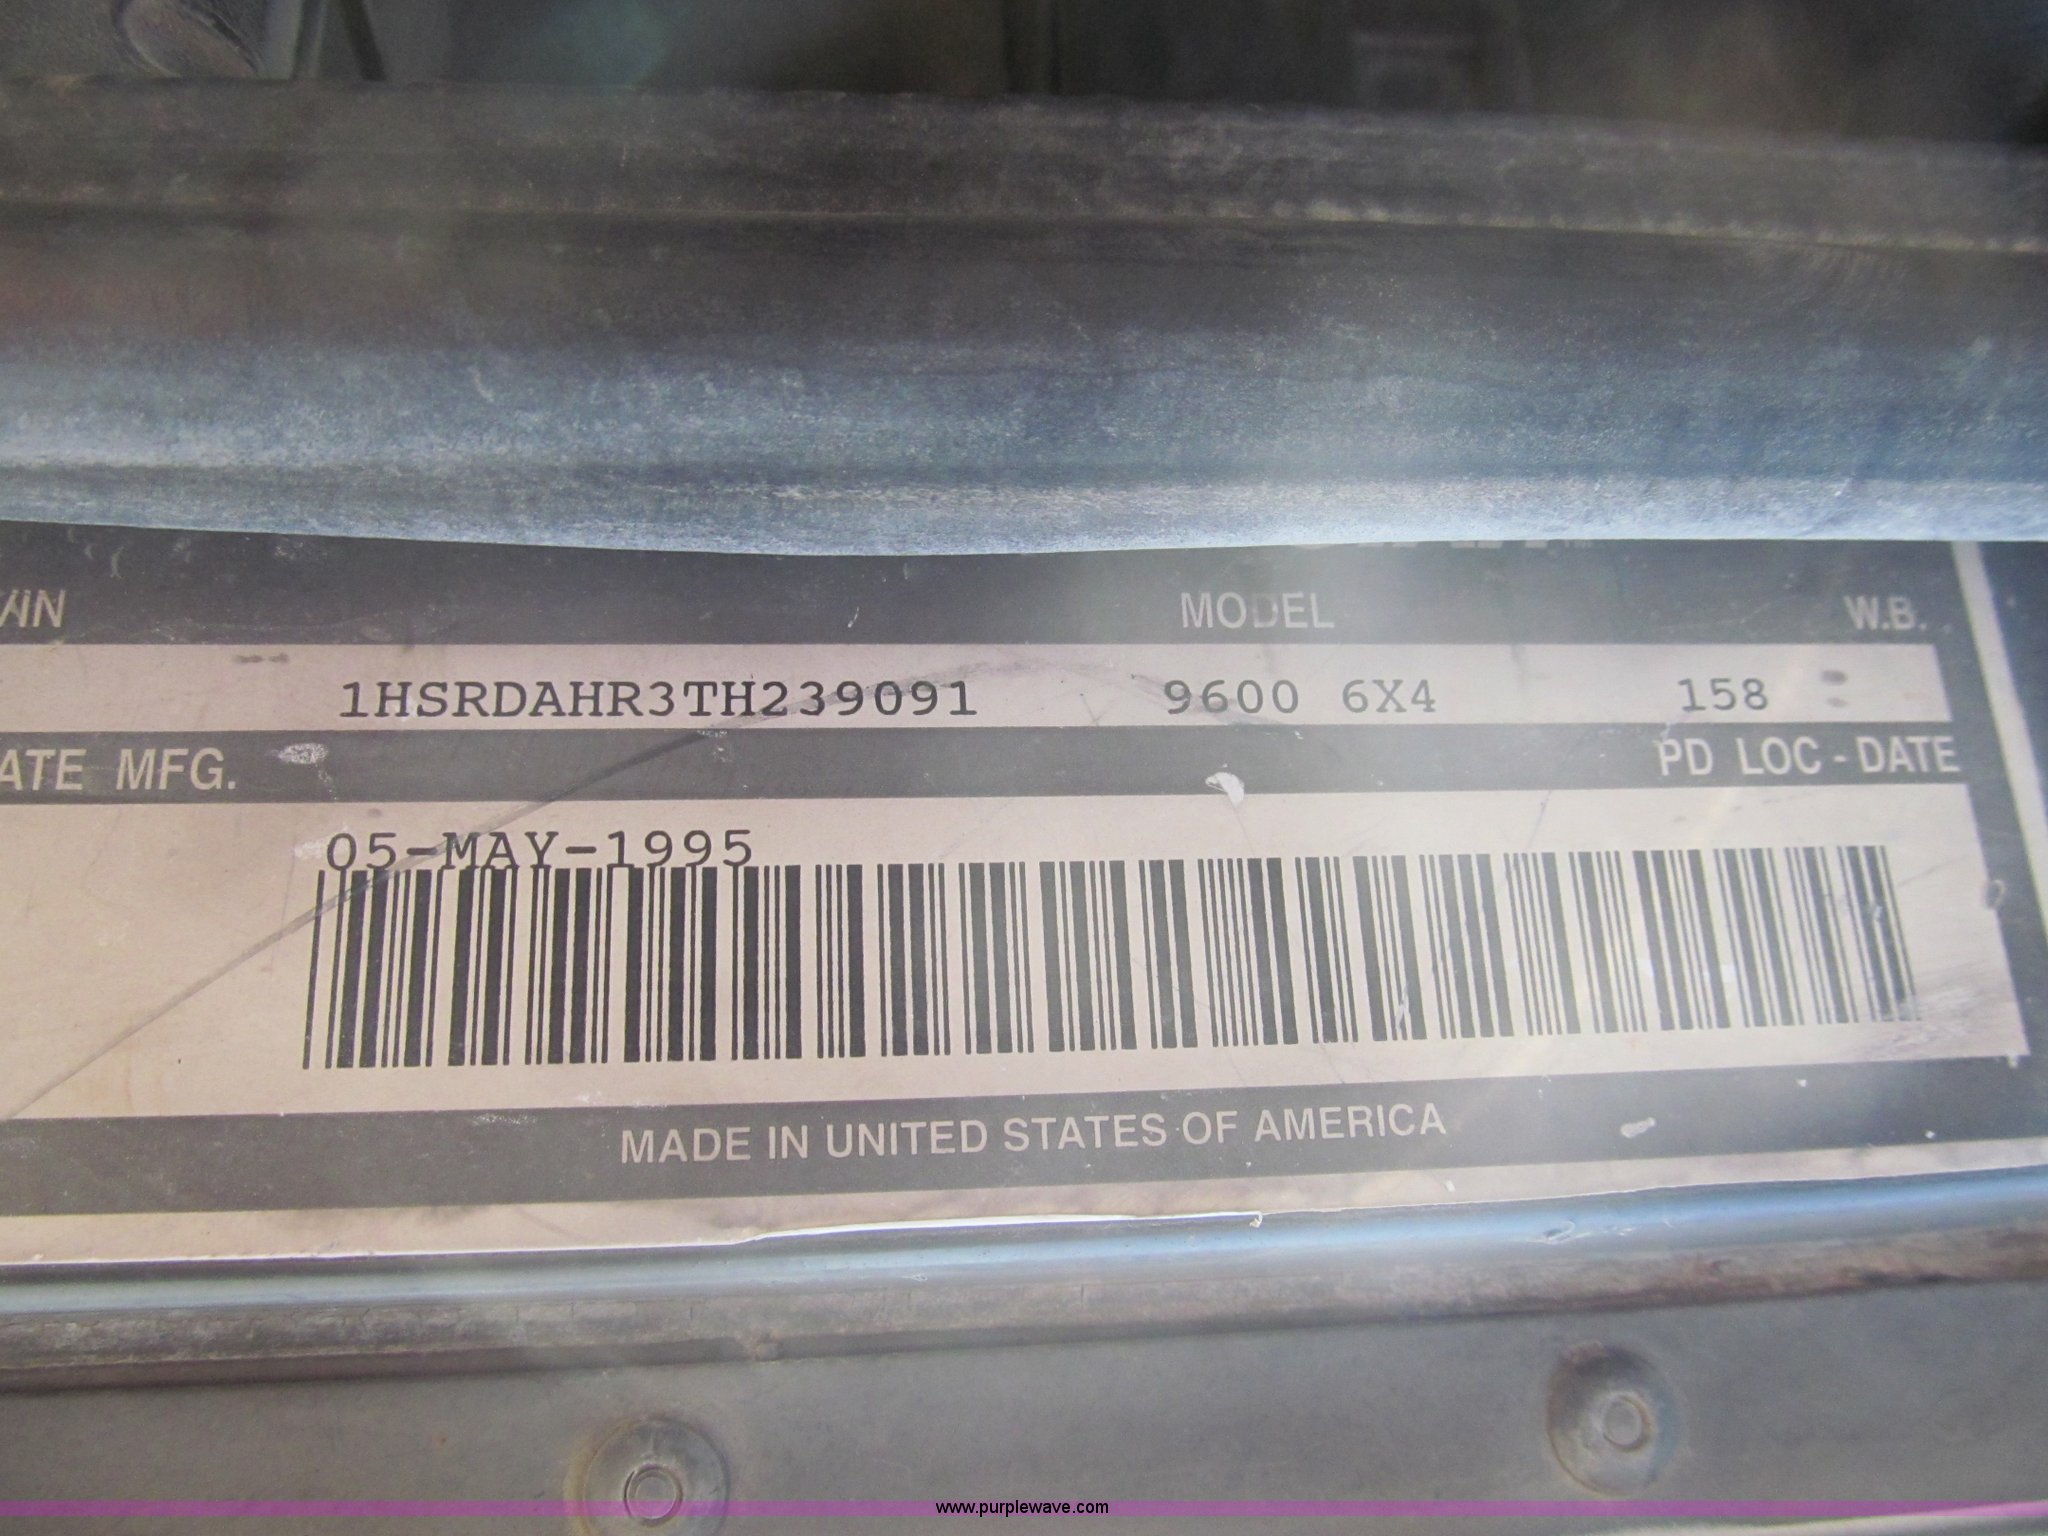 VIN MODEL W.B.
1HSRDAHR3TH239091 9600 6X4 158
ATE MFG. PD LOC - DATE
05-MAY-1995
MADE IN UNITED STATES OF AMERICA
www.purplewave.com